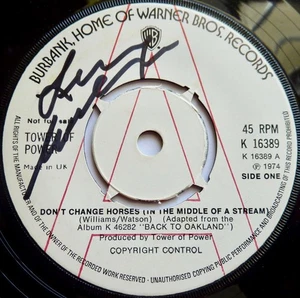 BURBANK, HOME OF WARNER BROS. RECORDS
WB
TOWER OF
POWER
Made in UK
45 RPM
K 16389
K 16389 A
℗ 1974
SIDE ONE
DON'T CHANGE HORSES (IN THE MIDDLE OF A STREAM)
(Williams/Watson) (Adapted from the
Album K 46282 "BACK TO OAKLAND")
Produced by Tower of Power
COPYRIGHT CONTROL
ALL RIGHTS OF THE MANUFACTURER AND OF THE OWNER OF THE RECORDED WORK RESERVED · UNAUTHORISED COPYING, PUBLIC PERFORMANCE AND BROADCASTING OF THIS RECORD PROHIBITED